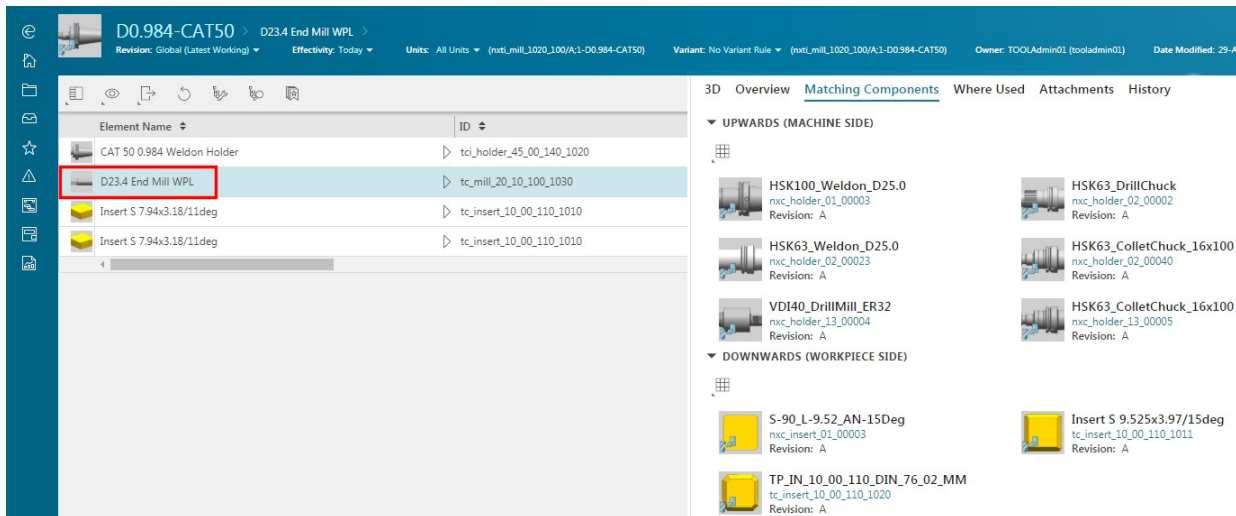 D0.984-CAT50 > D23.4 End Mill WPL >
Revision: Global (Latest Working) Effectivity: Today Units: All Units (nxti_mill_1020_100/A;1-D0.984-CAT50) Variant: No Variant Rule (nxti_mill_1020_100/A;1-D0.984-CAT50) Owner: TOOLAdmin01 (tooladmin01) Date Modified: 29-A
Element Name ID
CAT 50 0.984 Weldon Holder tci_holder_45_00_140_1020
D23.4 End Mill WPL tc_mill_20_10_100_1030
Insert S 7.94x3.18/11deg tc_insert_10_00_110_1010
Insert S 7.94x3.18/11deg tc_insert_10_00_110_1010
3D Overview Matching Components Where Used Attachments History
UPWARDS (MACHINE SIDE)
HSK100_Weldon_D25.0
nxc_holder_01_00003
Revision: A
HSK63_DrillChuck
nxc_holder_02_00002
Revision: A
HSK63_Weldon_D25.0
nxc_holder_02_00023
Revision: A
HSK63_ColletChuck_16x100
nxc_holder_02_00040
Revision: A
VDI40_DrillMill_ER32
nxc_holder_13_00004
Revision: A
HSK63_ColletChuck_16x100
nxc_holder_13_00005
Revision: A
DOWNWARDS (WORKPIECE SIDE)
S-90_L-9.52_AN-15Deg
nxc_insert_01_00003
Revision: A
Insert S 9.525x3.97/15deg
tc_insert_10_00_110_1011
Revision: A
TP_IN_10_00_110_DIN_76_02_MM
tc_insert_10_00_110_1020
Revision: A